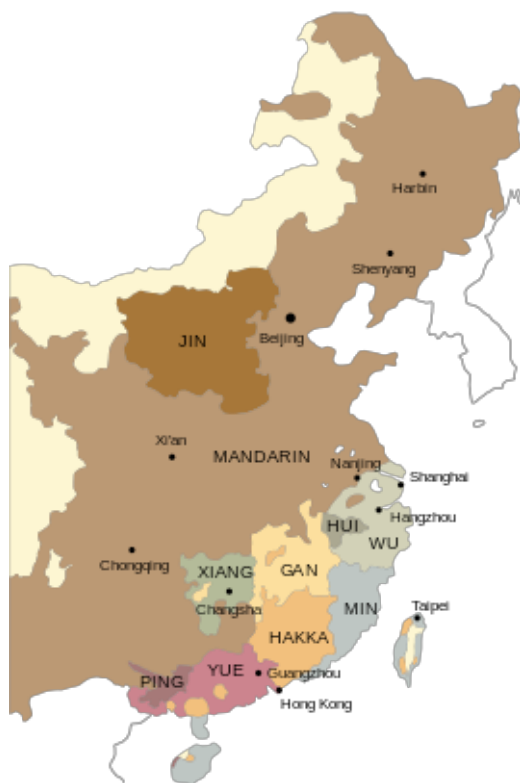 Harbin
Shenyang
Beijing
JIN
Xi'an
MANDARIN
Nanjing
Shanghai
Hangzhou
HUI
WU
Chongqing
XIANG
GAN
Changsha
MIN
Taipei
HAKKA
YUE
Guangzhou
PING
Hong Kong